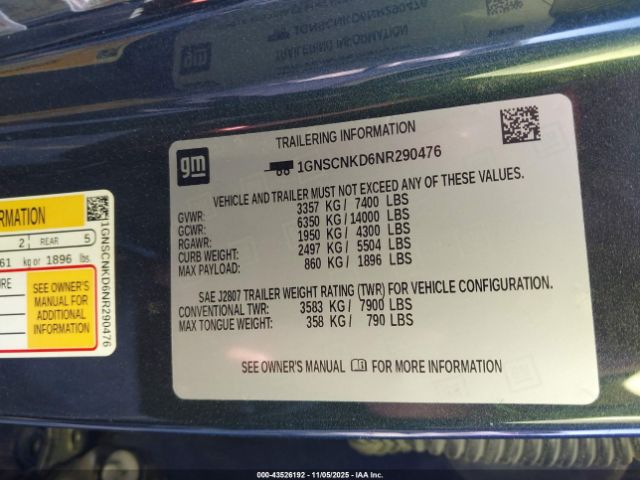 TRAILERING INFORMATION
gm
1GNSCNKD6NR290476
VEHICLE AND TRAILER MUST NOT EXCEED ANY OF THESE VALUES.
GVWR: 3357 KG / 7400 LBS
GCWR: 6350 KG / 14000 LBS
RGAWR: 1950 KG / 4300 LBS
CURB WEIGHT: 2497 KG / 5504 LBS
MAX PAYLOAD: 860 KG / 1896 LBS
SAE J2807 TRAILER WEIGHT RATING (TWR) FOR VEHICLE CONFIGURATION.
CONVENTIONAL TWR: 3583 KG / 7900 LBS
MAX TONGUE WEIGHT: 358 KG / 790 LBS
SEE OWNER'S MANUAL FOR MORE INFORMATION
ORMATION
2 REAR 5
61 kg or 1896 lbs
URE
SEE OWNER'S
MANUAL FOR
ADDITIONAL
INFORMATION
1GNSCNKD6NR290476
000-43526192 — 11/05/2025 — IAA Inc.